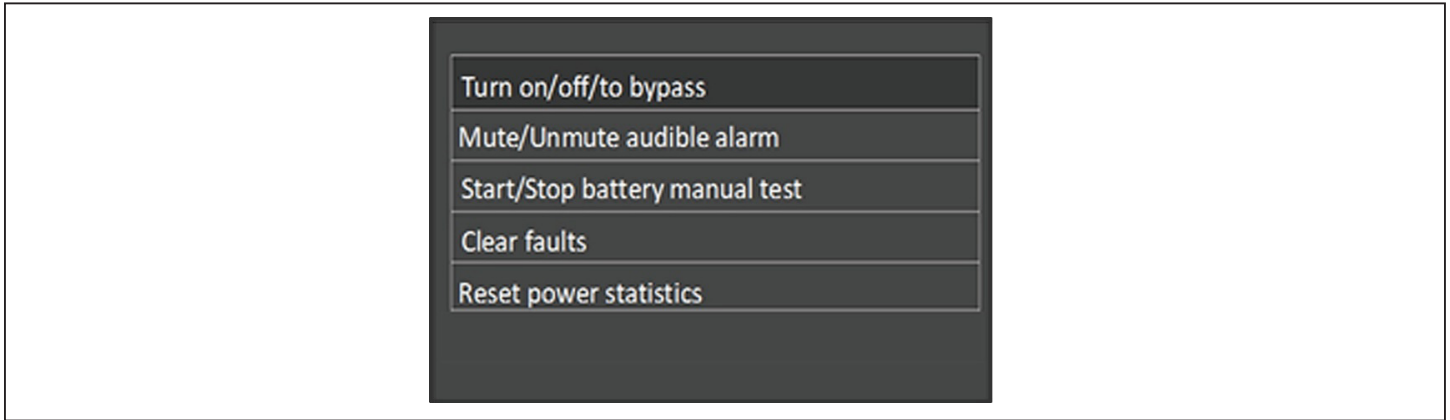 Turn on/off/to bypass
Mute/Unmute audible alarm
Start/Stop battery manual test
Clear faults
Reset power statistics